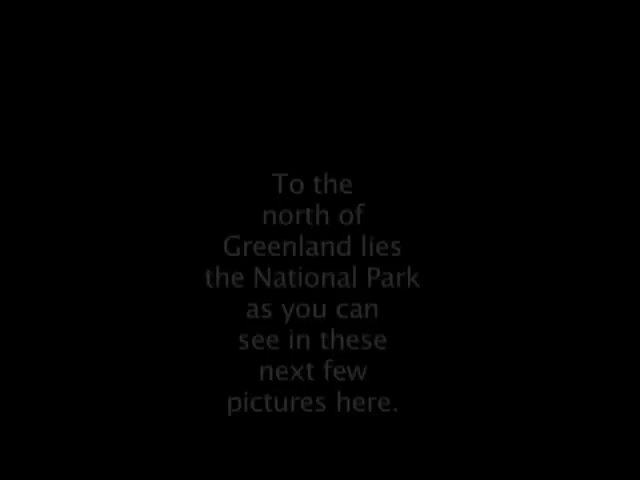 To the
north of
Greenland lies
the National Park
as you can
see in these
next few
pictures here.